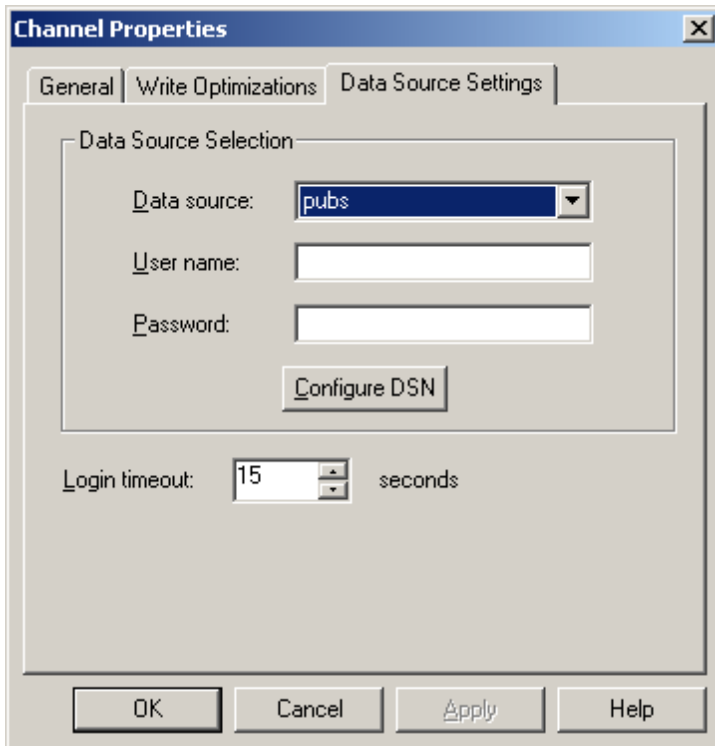 Channel Properties
General Write Optimizations Data Source Settings
Data Source Selection
Data source: pubs
User name:
Password:
Configure DSN
Login timeout: 15 seconds
OK Cancel Apply Help